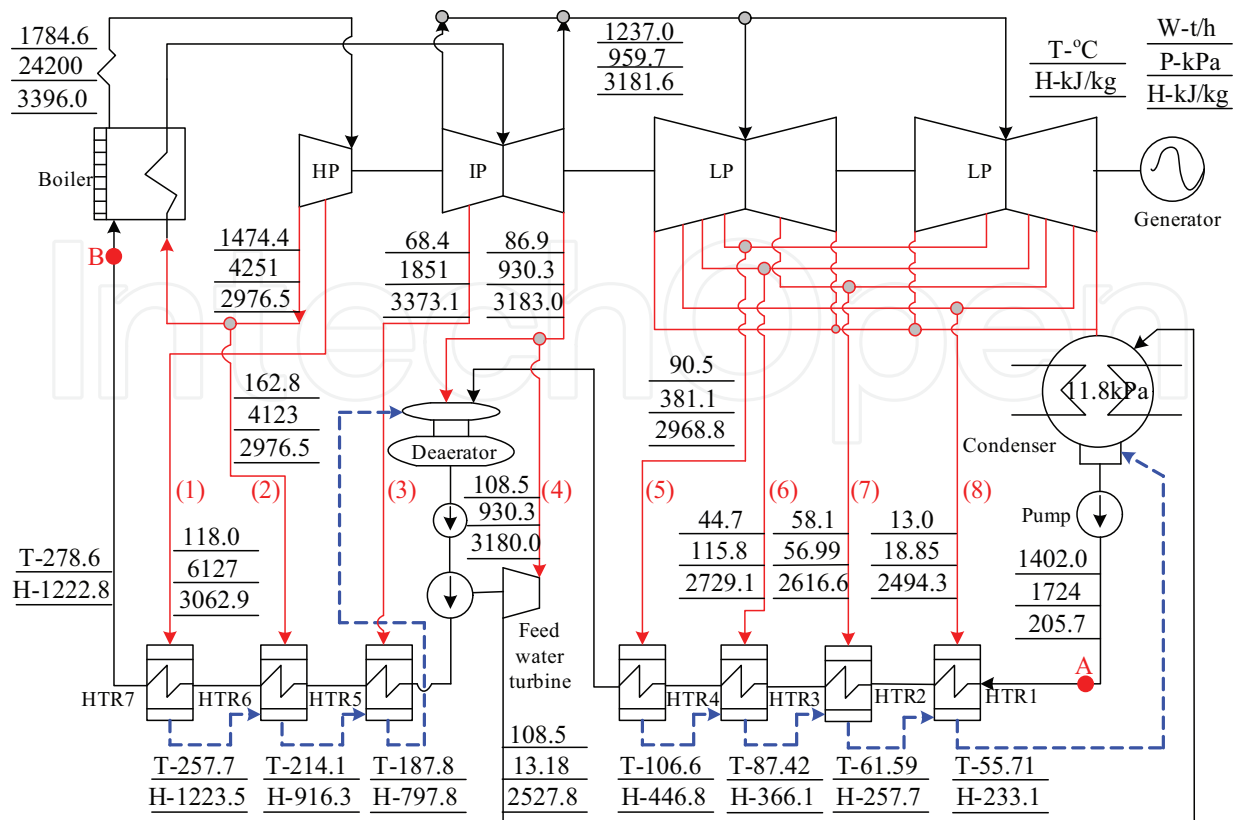 1784.6
24200
3396.0
1237.0
959.7
3181.6
T-°C
H-kJ/kg
W-t/h
P-kPa
H-kJ/kg
Boiler
HP
IP
LP
LP
Generator
B
1474.4
4251
2976.5
68.4
1851
3373.1
86.9
930.3
3183.0
InTechOpen
162.8
4123
2976.5
90.5
381.1
2968.8
11.8kPa
Condenser
Deaerator
(1)
(2)
(3)
(4)
(5)
(6)
(7)
(8)
108.5
930.3
3180.0
Pump
118.0
6127
3062.9
44.7
115.8
2729.1
58.1
56.99
2616.6
13.0
18.85
2494.3
1402.0
1724
205.7
T-278.6
H-1222.8
Feed
water
turbine
A
HTR7
HTR6
HTR5
HTR4
HTR3
HTR2
HTR1
T-257.7
H-1223.5
T-214.1
H-916.3
T-187.8
H-797.8
108.5
13.18
2527.8
T-106.6
H-446.8
T-87.42
H-366.1
T-61.59
H-257.7
T-55.71
H-233.1